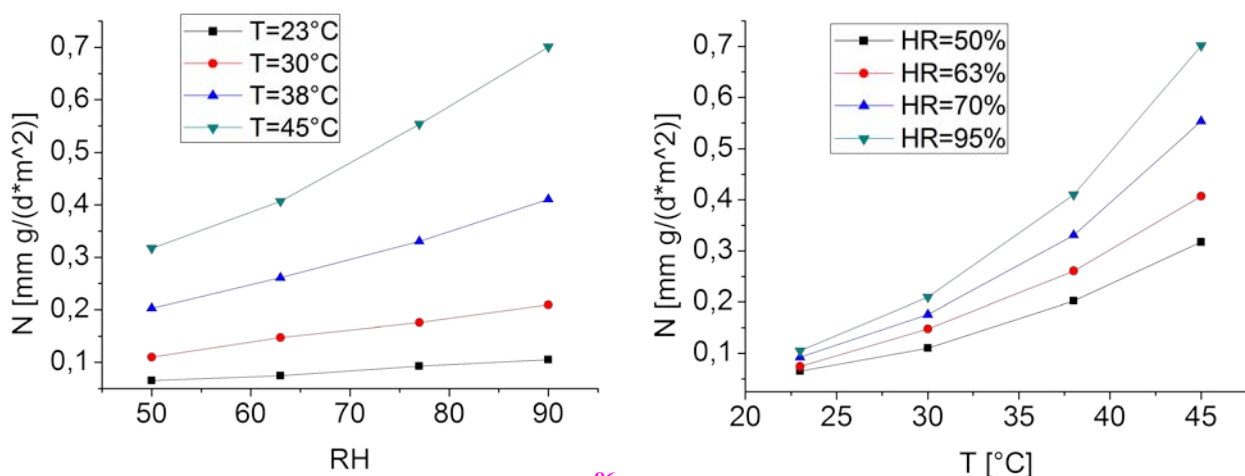 T=23°C
T=30°C
T=38°C
T=45°C
0,7
0,6
0,5
0,4
0,3
0,2
0,1
N [mm g/(d*m^2)]
50 60 70 80 90
RH
HR=50%
HR=63%
HR=70%
HR=95%
0,7
0,6
0,5
0,4
0,3
0,2
0,1
N [mm g/(d*m^2)]
20 25 30 35 40 45
T [°C]